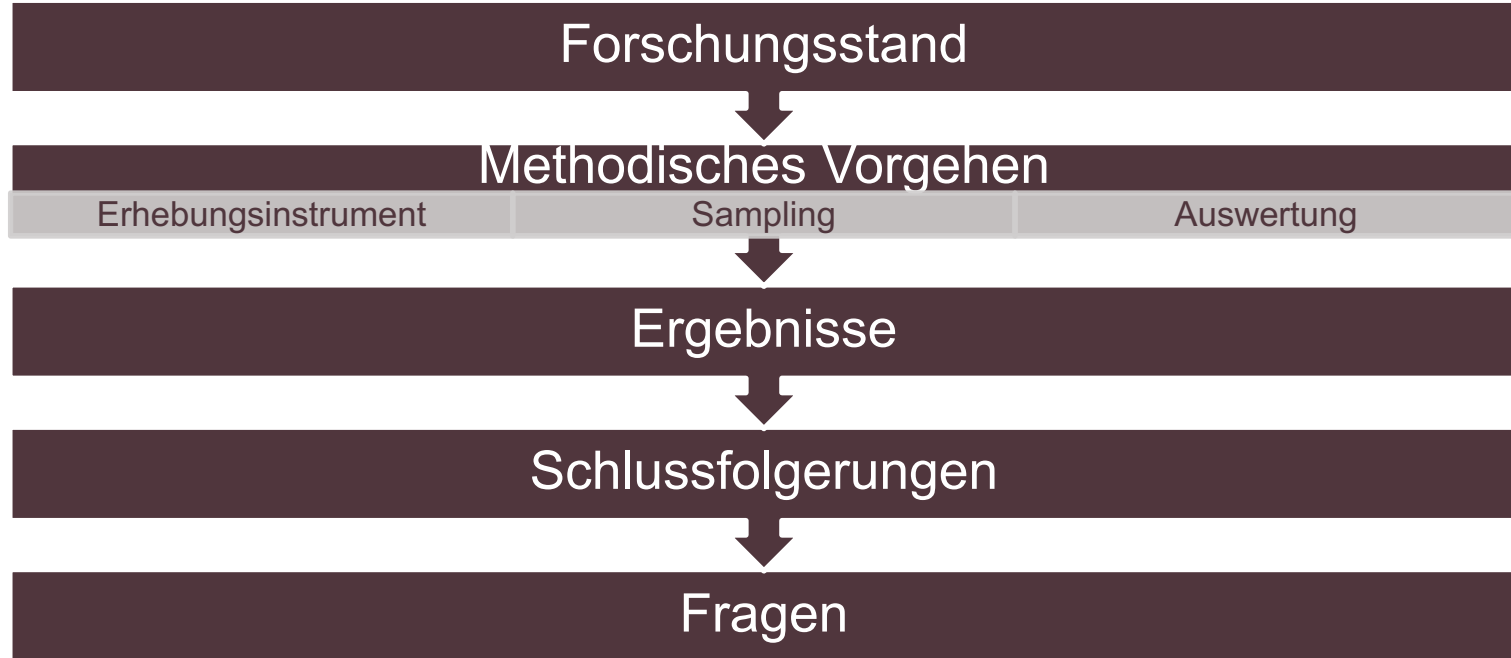 Forschungsstand
Methodisches Vorgehen
Erhebungsinstrument Sampling Auswertung
Ergebnisse
Schlussfolgerungen
Fragen